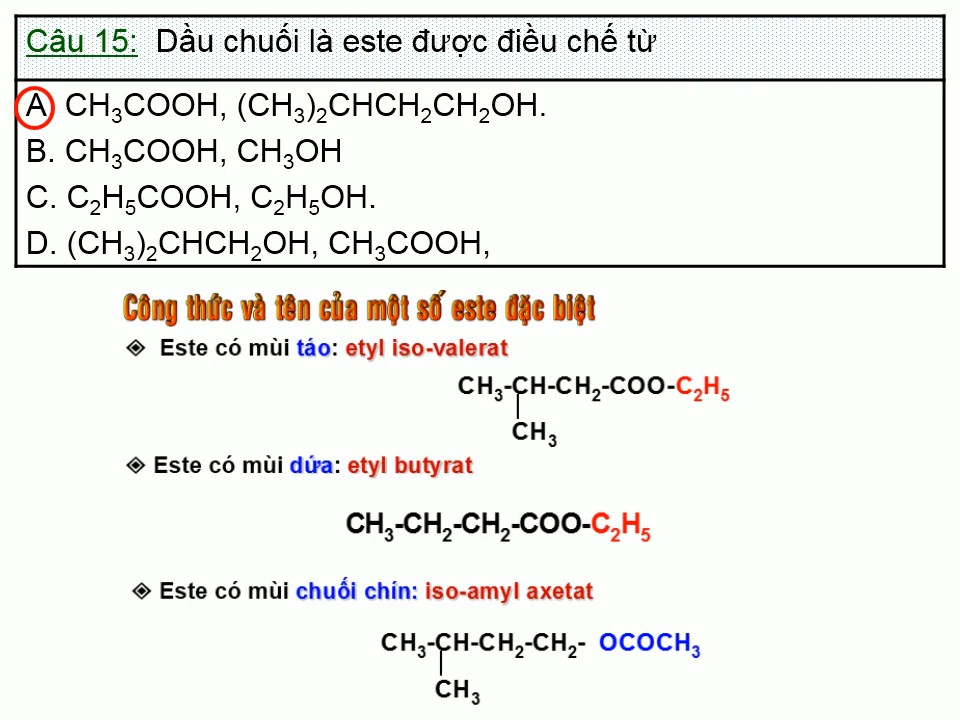 Câu 15: Dầu chuối là este được điều chế từ
A CH₃COOH, (CH₃)₂CHCH₂CH₂OH.
B. CH₃COOH, CH₃OH
C. C₂H₅COOH, C₂H₅OH.
D. (CH₃)₂CHCH₂OH, CH₃COOH,
Công thức và tên của một số este đặc biệt
◈ Este có mùi táo: etyl iso-valerat
CH₃-CH-CH₂-COO-C₂H₅
CH₃
◈ Este có mùi dứa: etyl butyrat
CH₃-CH₂-CH₂-COO-C₂H₅
◈ Este có mùi chuối chín: iso-amyl axetat
CH₃-CH-CH₂-CH₂- OCOCH₃
CH₃